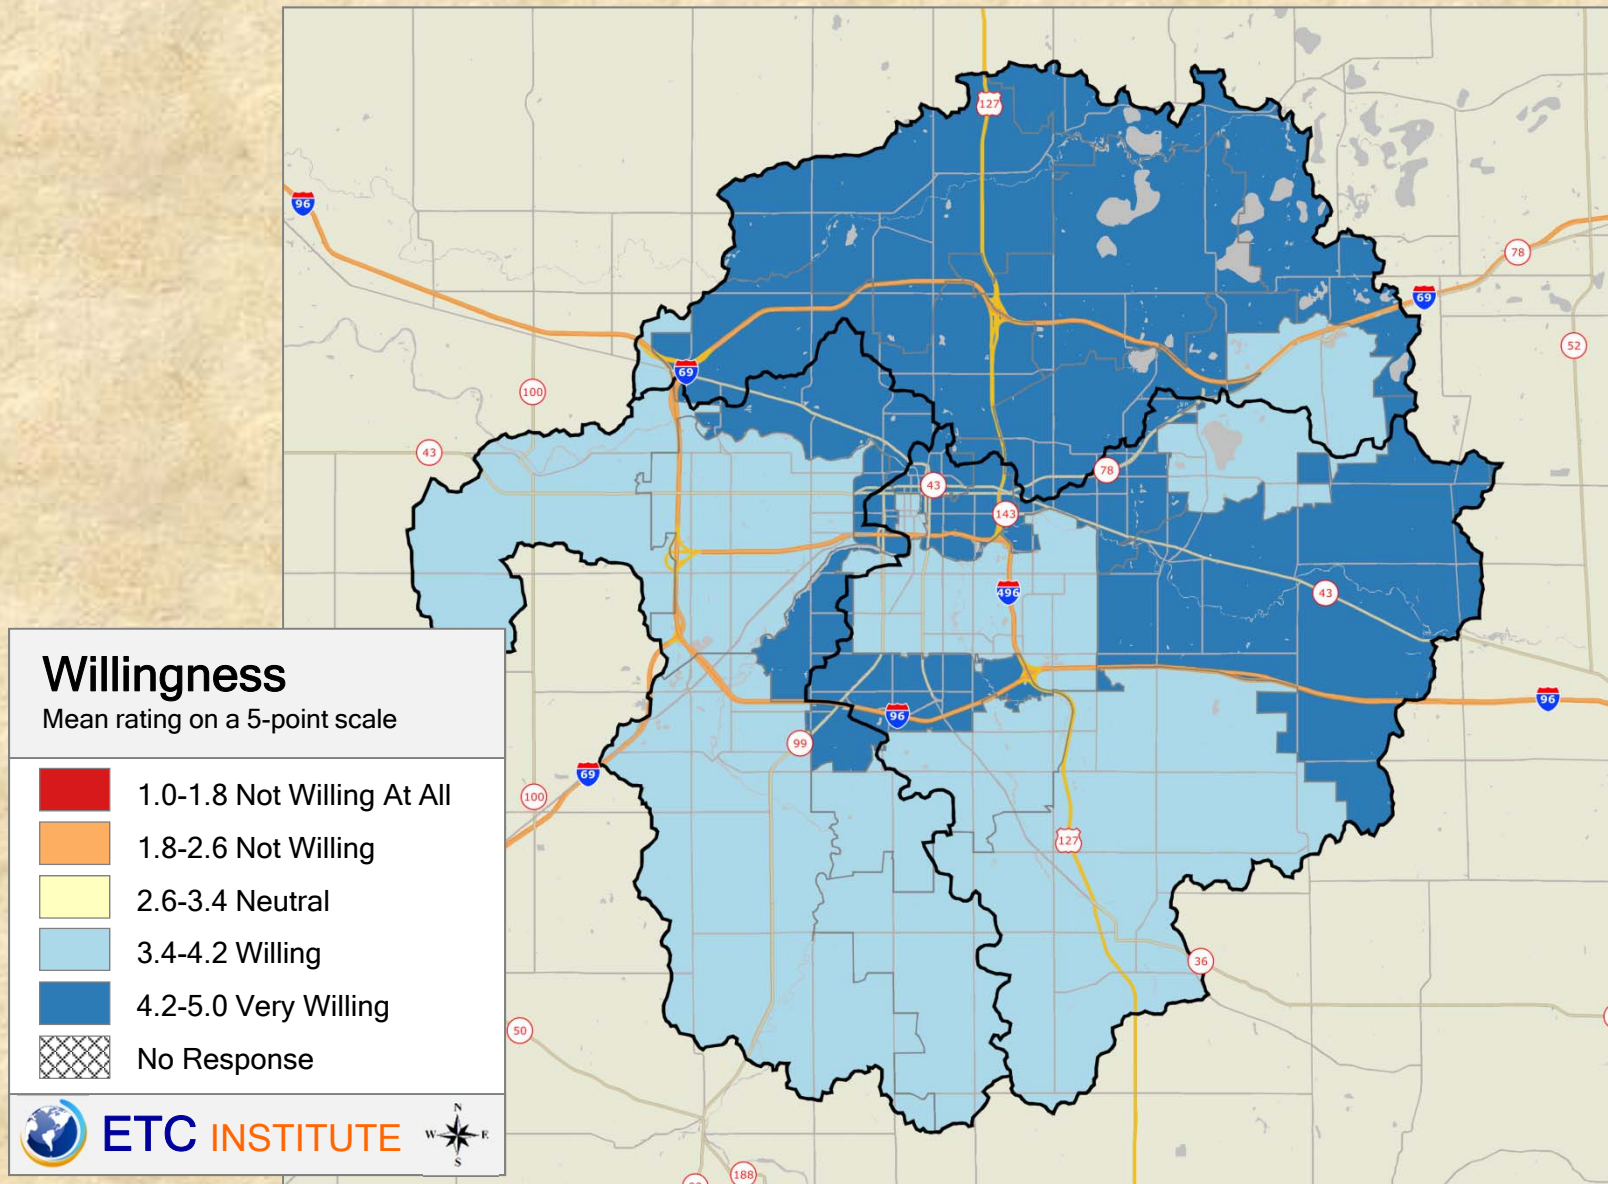 127
96
78
69
52
69
100
43
78
43
143
496
43
96
96
99
69
100
127
36
50
188
Willingness
Mean rating on a 5-point scale
1.0-1.8 Not Willing At All
1.8-2.6 Not Willing
2.6-3.4 Neutral
3.4-4.2 Willing
4.2-5.0 Very Willing
No Response
ETC INSTITUTE
N
W E
S